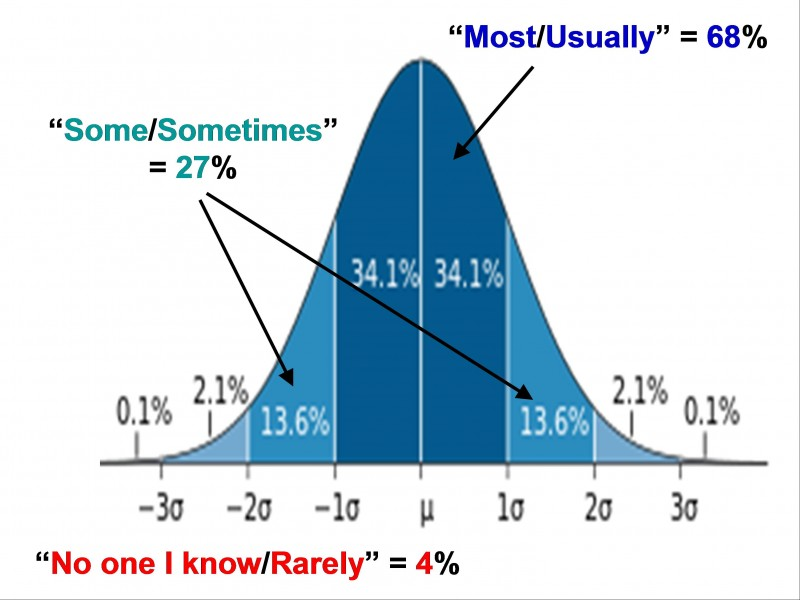 “Most/Usually” = 68%
“Some/Sometimes”
= 27%
34.1% 34.1%
0.1% 2.1% 13.6% 13.6% 2.1% 0.1%
−3σ −2σ −1σ μ 1σ 2σ 3σ
“No one I know/Rarely” = 4%